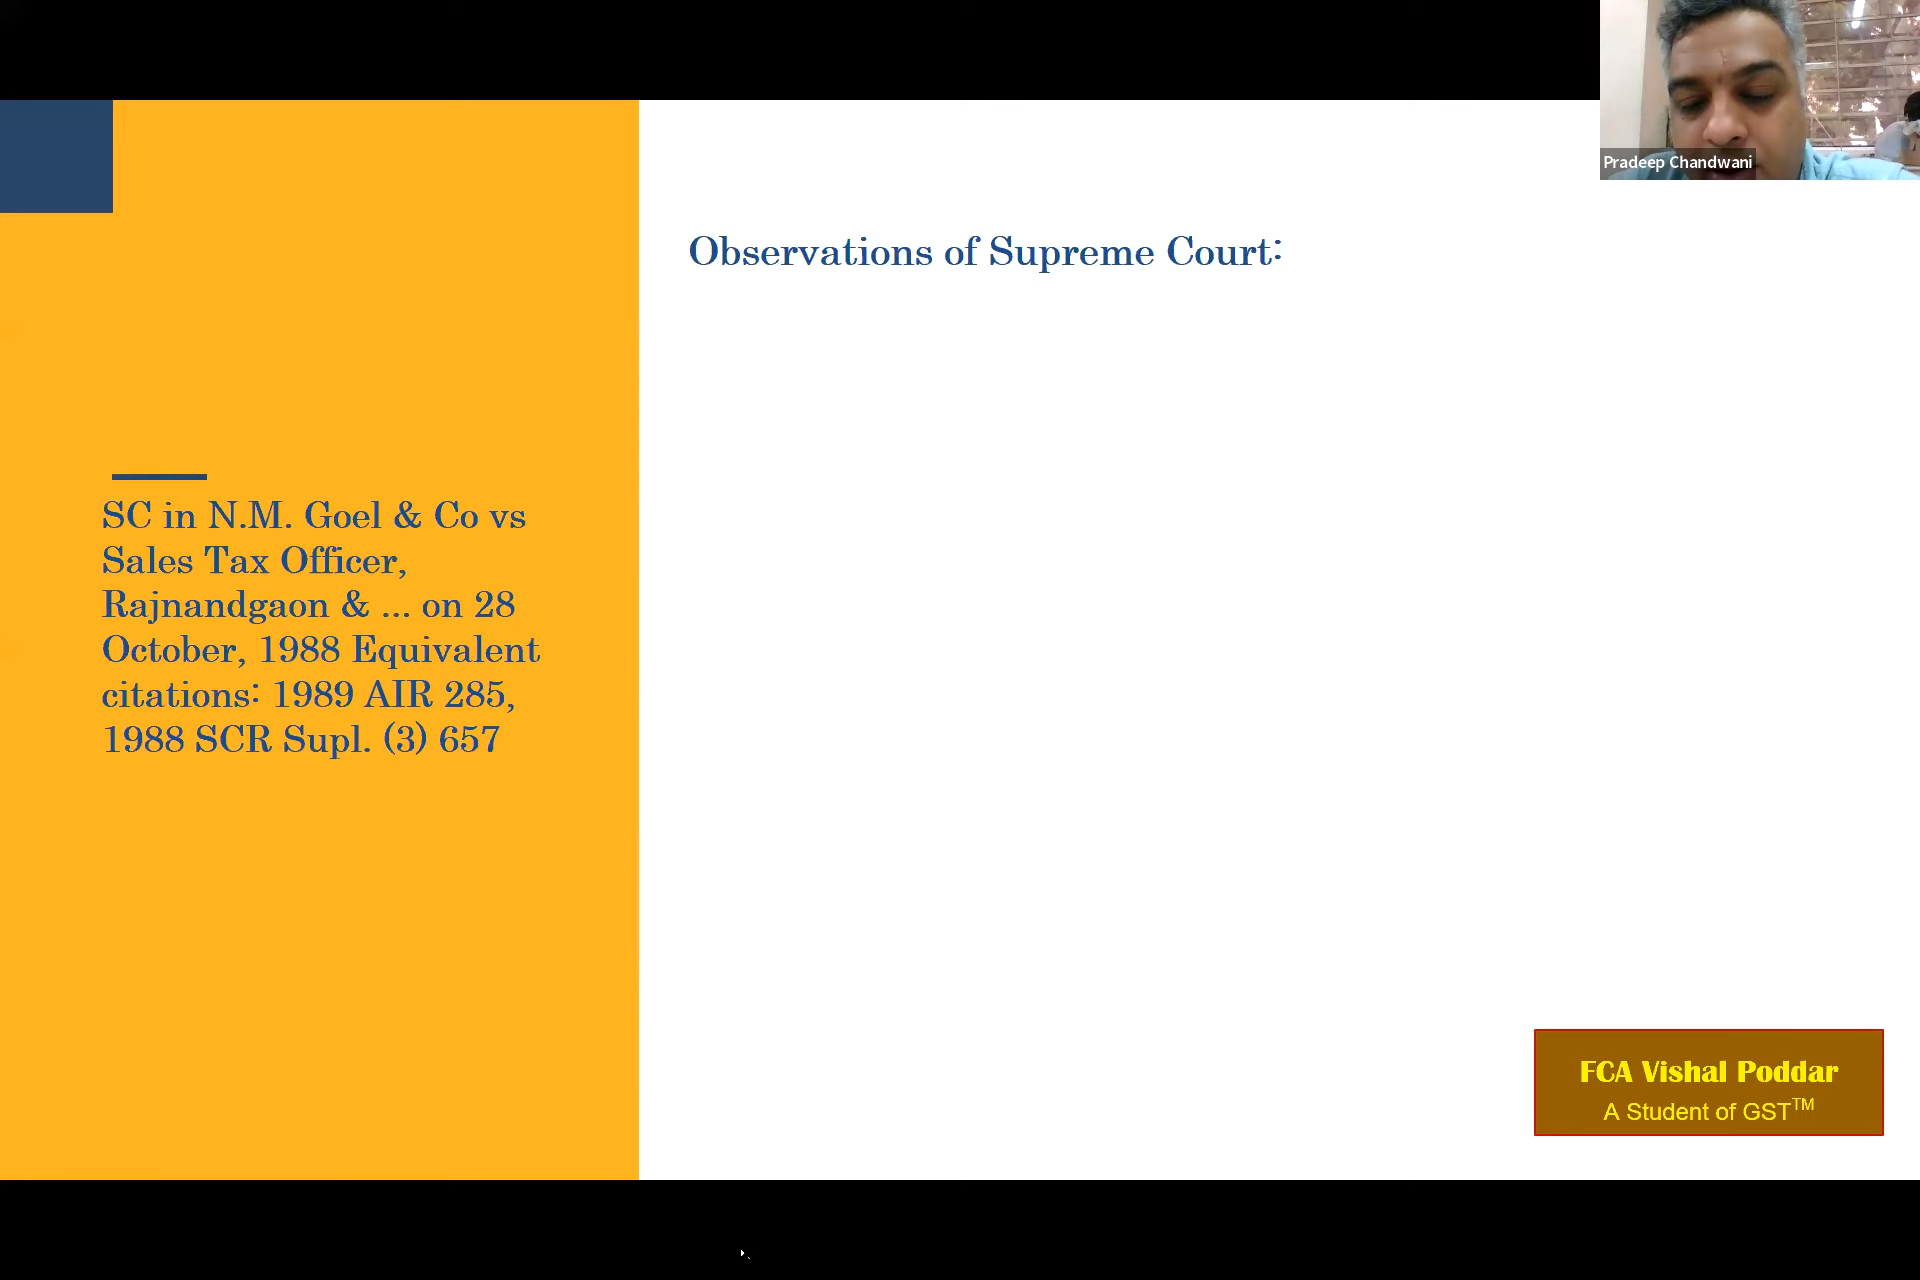 Pradeep Chandwani
Observations of Supreme Court:
SC in N.M. Goel & Co vs
Sales Tax Officer,
Rajnandgaon & ... on 28
October, 1988 Equivalent
citations: 1989 AIR 285,
1988 SCR Supl. (3) 657
FCA Vishal Poddar
A Student of GST™